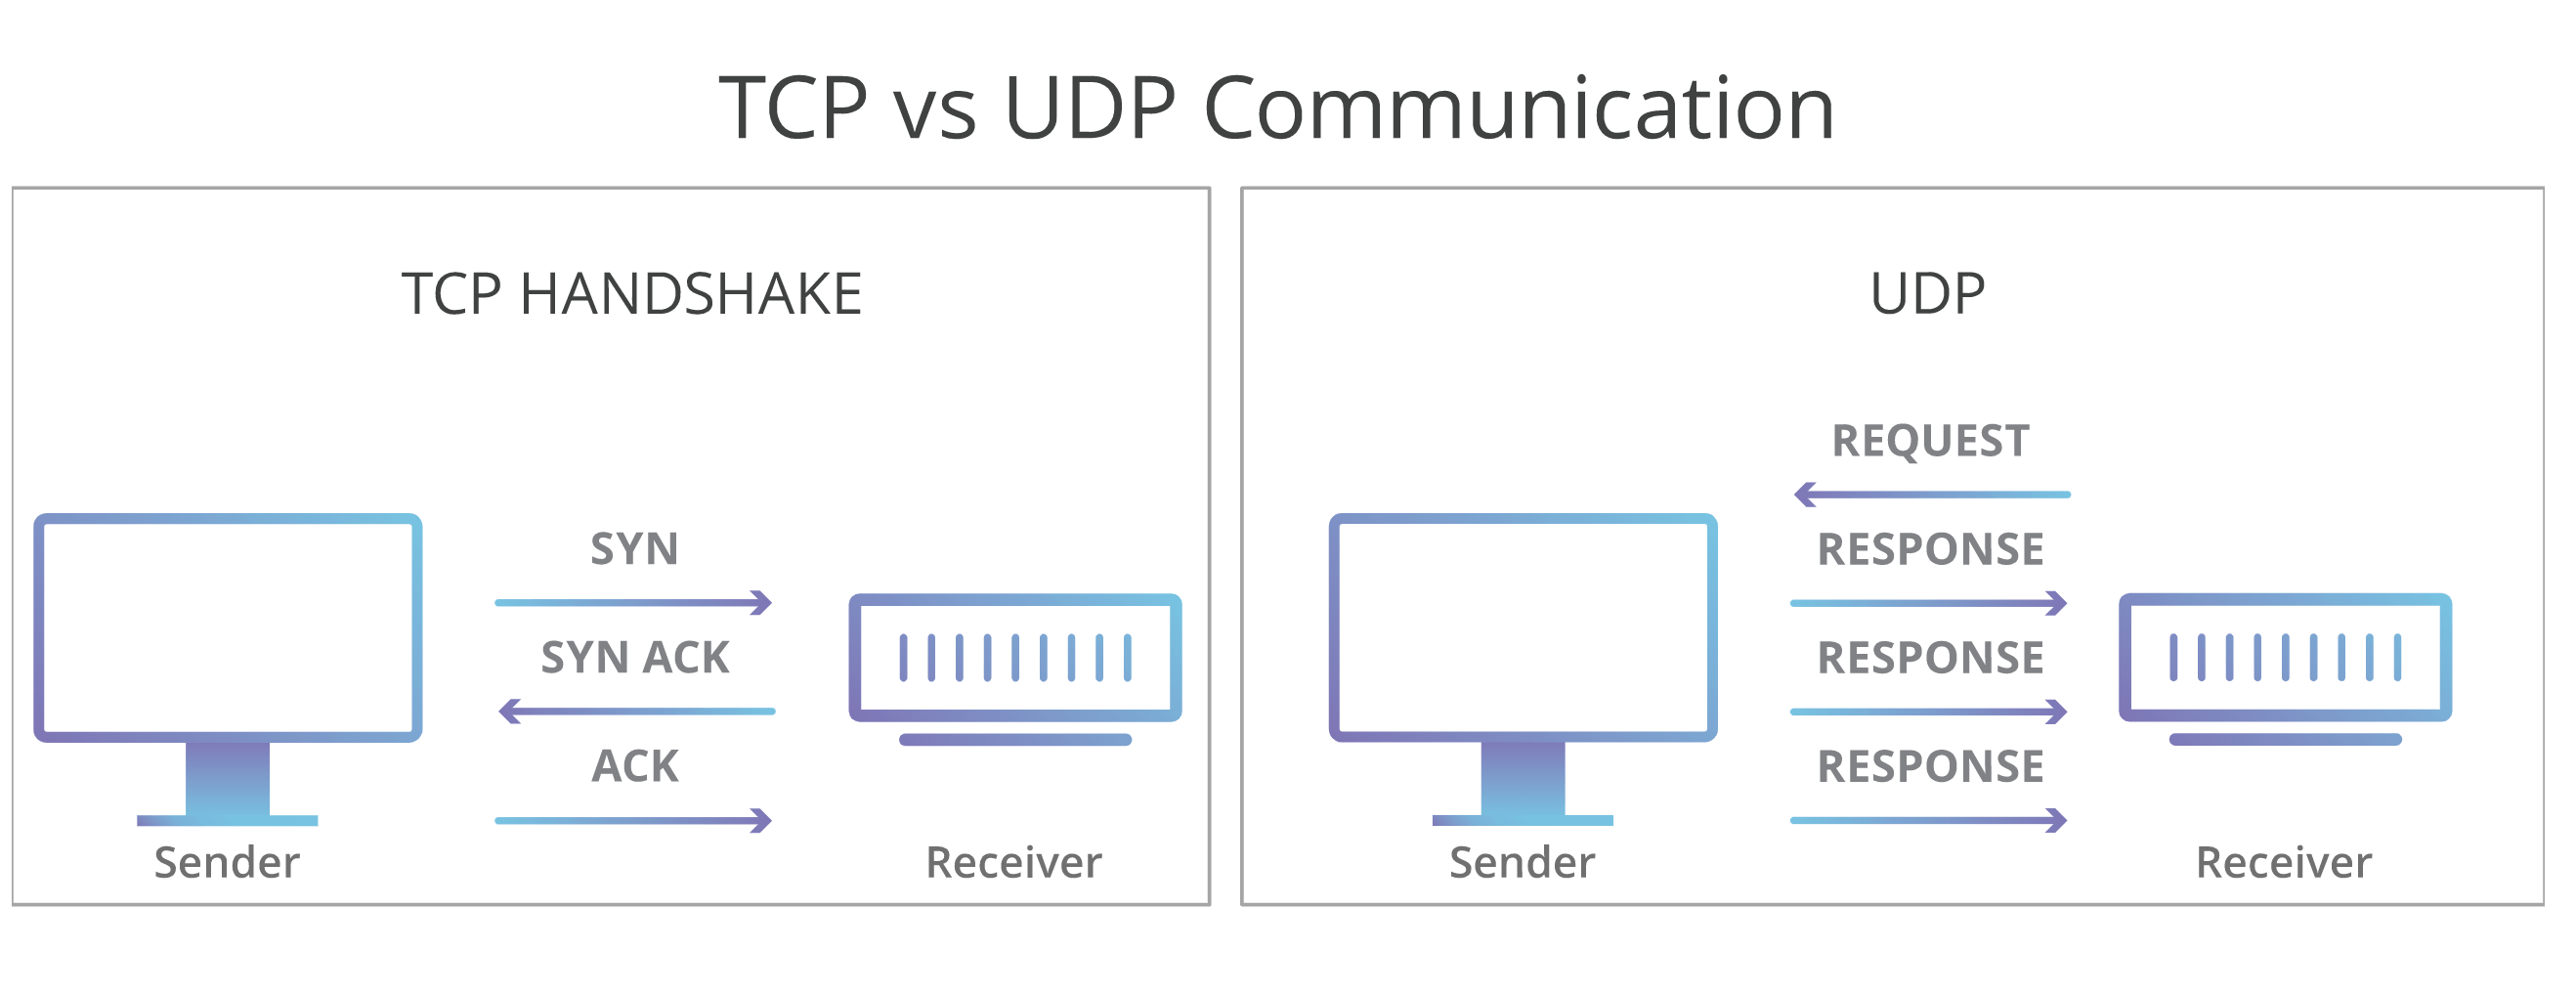 TCP vs UDP Communication
TCP HANDSHAKE
SYN
SYN ACK
ACK
Sender
Receiver
UDP
REQUEST
RESPONSE
RESPONSE
RESPONSE
Sender
Receiver